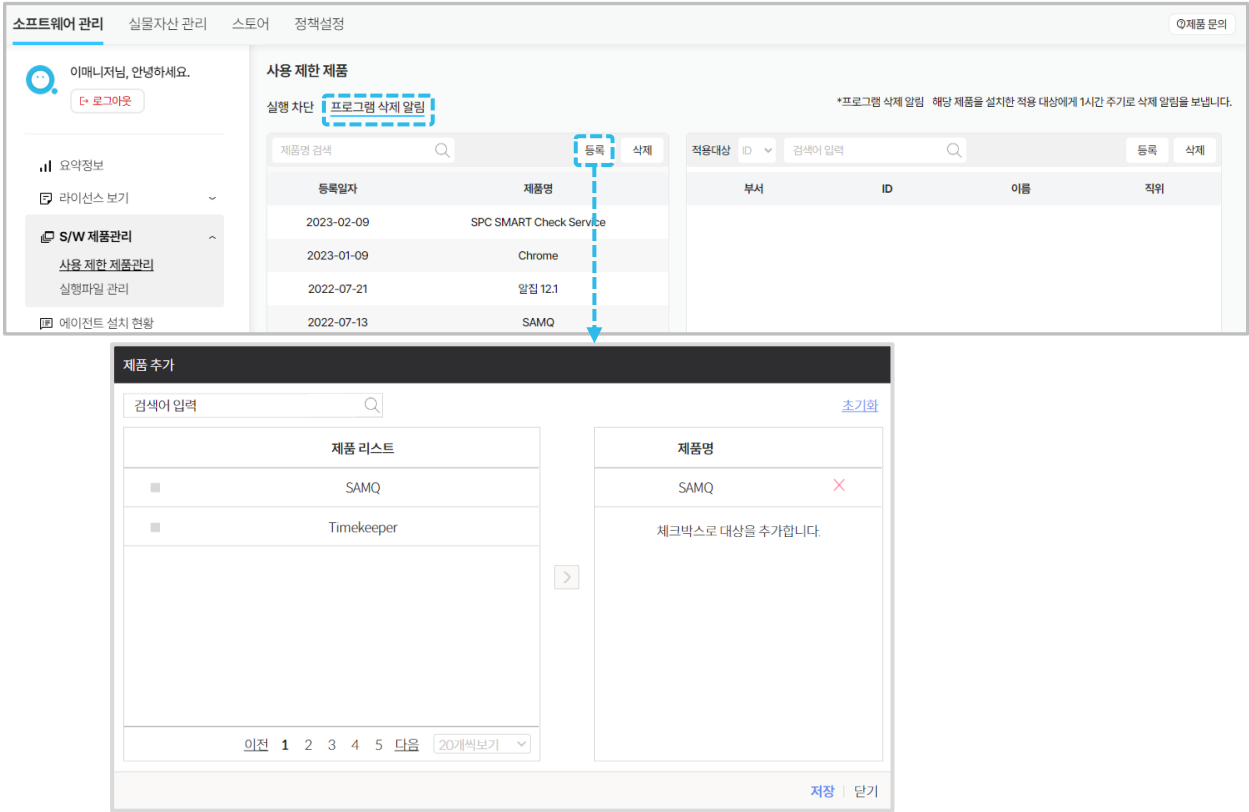 소프트웨어 관리 실물자산 관리 스토어 정책설정 제품 문의
이매니저님, 안녕하세요.
로그아웃
요약정보
라이선스 보기
S/W 제품관리
사용 제한 제품관리
실행파일 관리
에이전트 설치 현황
사용 제한 제품
실행 차단 프로그램 삭제 알림 *프로그램 삭제 알림 해당 제품을 설치한 적용 대상에게 1시간 주기로 삭제 알림을 보냅니다.
제품명 검색 등록 삭제
등록일자 제품명
2023-02-09 SPC SMART Check Service
2023-01-09 Chrome
2022-07-21 알집 12.1
2022-07-13 SAMQ
적용대상 ID 검색어 입력 등록 삭제
부서 ID 이름 직위
제품 추가
검색어 입력 초기화
제품 리스트
SAMQ
Timekeeper
이전 1 2 3 4 5 다음 20개씩보기
제품명
SAMQ
체크박스로 대상을 추가합니다.
저장 닫기